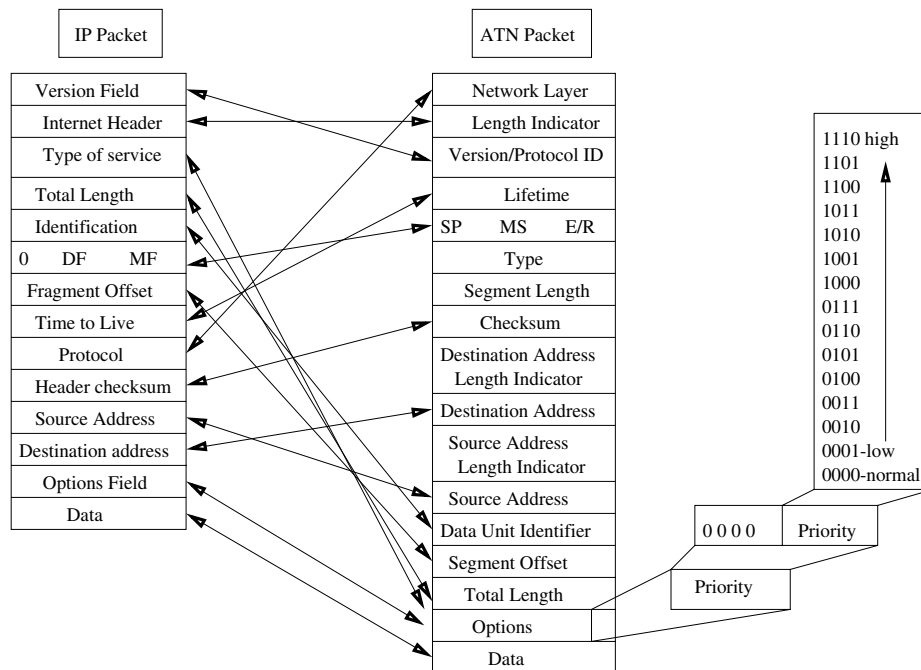 IP Packet
Version Field
Internet Header
Type of service
Total Length
Identification
0 DF MF
Fragment Offset
Time to Live
Protocol
Header checksum
Source Address
Destination address
Options Field
Data
ATN Packet
Network Layer
Length Indicator
Version/Protocol ID
Lifetime
SP MS E/R
Type
Segment Length
Checksum
Destination Address
Length Indicator
Destination Address
Source Address
Length Indicator
Source Address
Data Unit Identifier
Segment Offset
Total Length
Options
Data
Priority
0 0 0 0 Priority
1110 high
1101
1100
1011
1010
1001
1000
0111
0110
0101
0100
0011
0010
0001-low
0000-normal